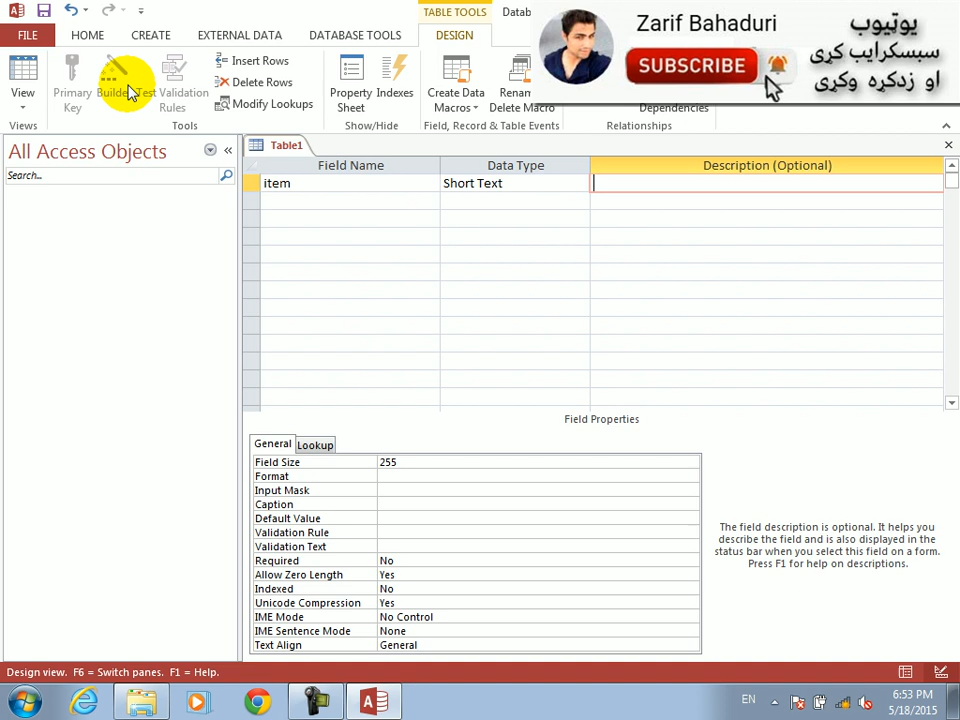 TABLE TOOLS
Datab
Zarif Bahaduri
SUBSCRIBE
يوټيوب
سبسکرايب کړی
او زدکړه وکړی
FILE
HOME
CREATE
EXTERNAL DATA
DATABASE TOOLS
DESIGN
View
Primary Key
Builder
Test Validation Rules
Insert Rows
Delete Rows
Modify Lookups
Property Sheet
Indexes
Create Data Macros
Renam
Delete Macro
Dependencies
Views
Tools
Show/Hide
Field, Record & Table Events
Relationships
All Access Objects
Search...
Table1
Field Name
Data Type
Description (Optional)
item
Short Text
Field Properties
General
Lookup
Field Size 255
Format
Input Mask
Caption
Default Value
Validation Rule
Validation Text
Required No
Allow Zero Length Yes
Indexed No
Unicode Compression Yes
IME Mode No Control
IME Sentence Mode None
Text Align General
The field description is optional. It helps you
describe the field and is also displayed in the
status bar when you select this field on a form.
Press F1 for help on descriptions.
Design view. F6 = Switch panes. F1 = Help.
EN
6:53 PM
5/18/2015